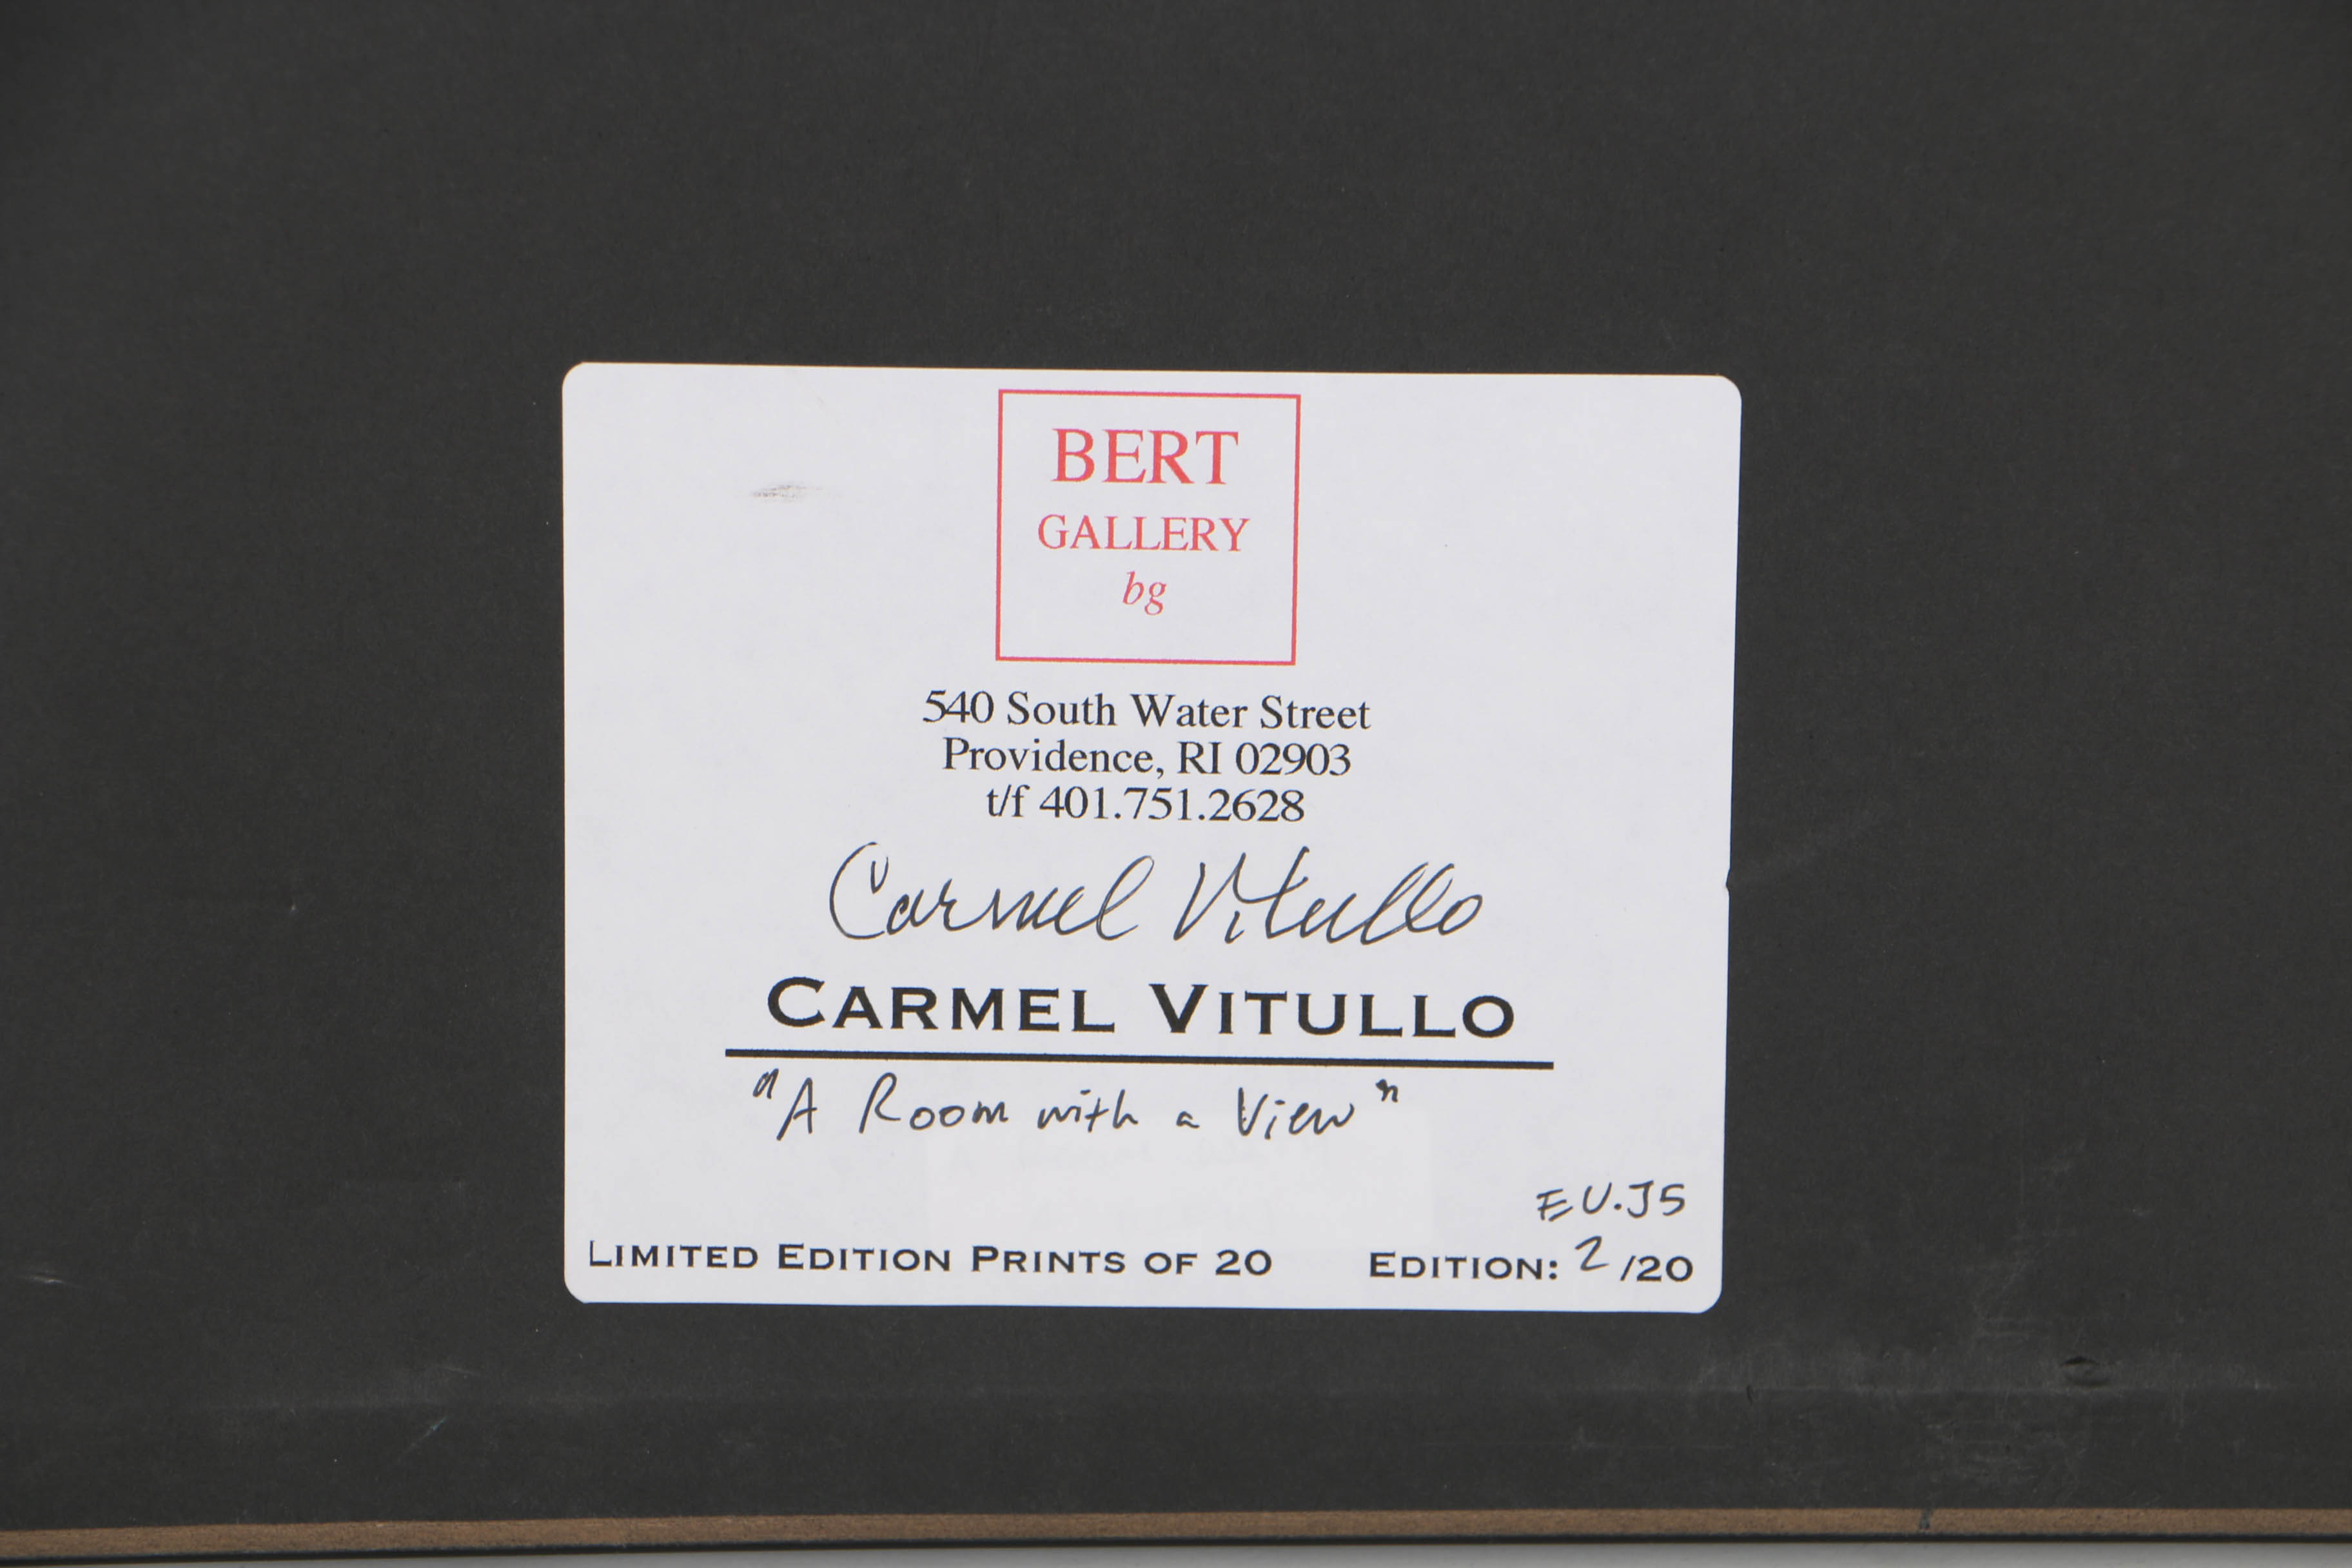 BERT
GALLERY
bg
540 South Water Street
Providence, RI 02903
t/f 401.751.2628
Carmel Vitullo
CARMEL VITULLO
"A Room with a View"
EU.J5
LIMITED EDITION PRINTS OF 20 EDITION: 2/20